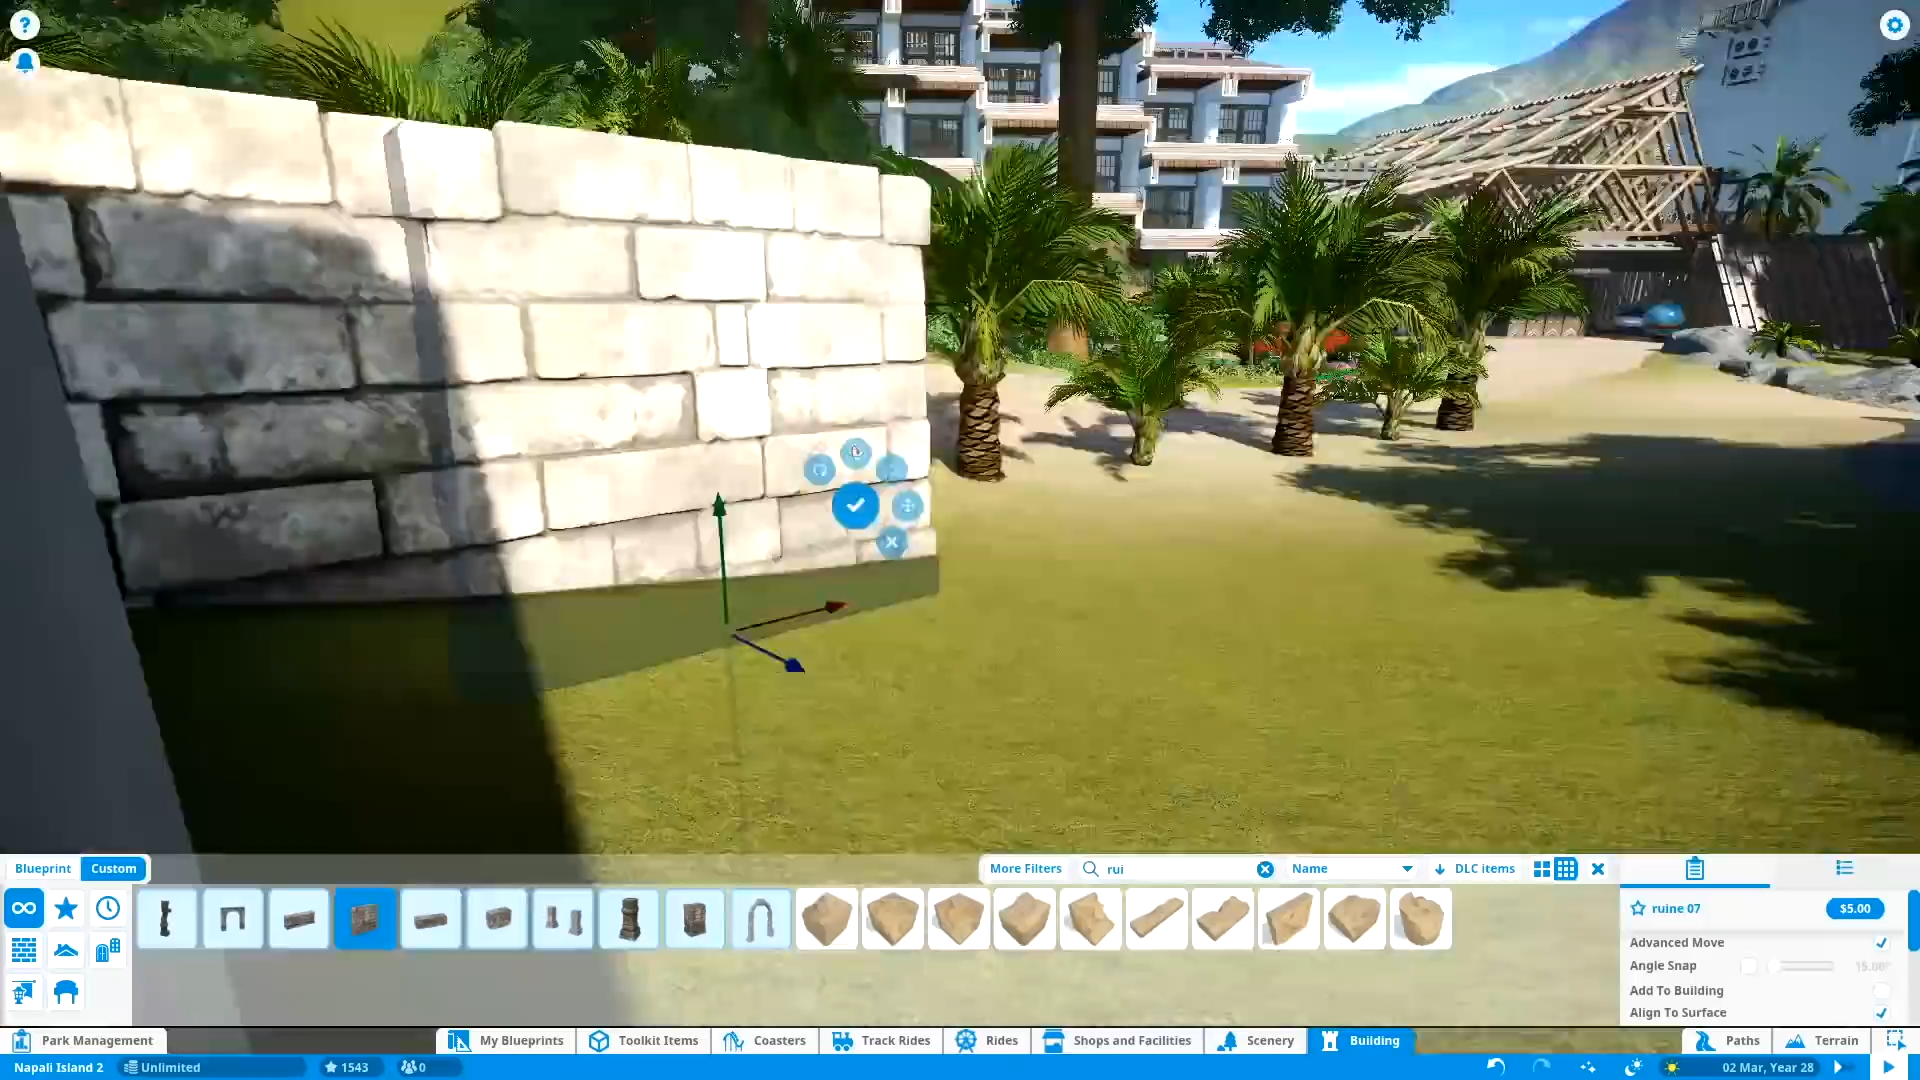 ?
Blueprint
Custom
More Filters
rui
Name
DLC items
ruine 07
$5.00
Advanced Move
Angle Snap
15.00°
Add To Building
Align To Surface
Park Management
My Blueprints
Toolkit Items
Coasters
Track Rides
Rides
Shops and Facilities
Scenery
Building
Paths
Terrain
Napali Island 2
Unlimited
1543
0
02 Mar, Year 28